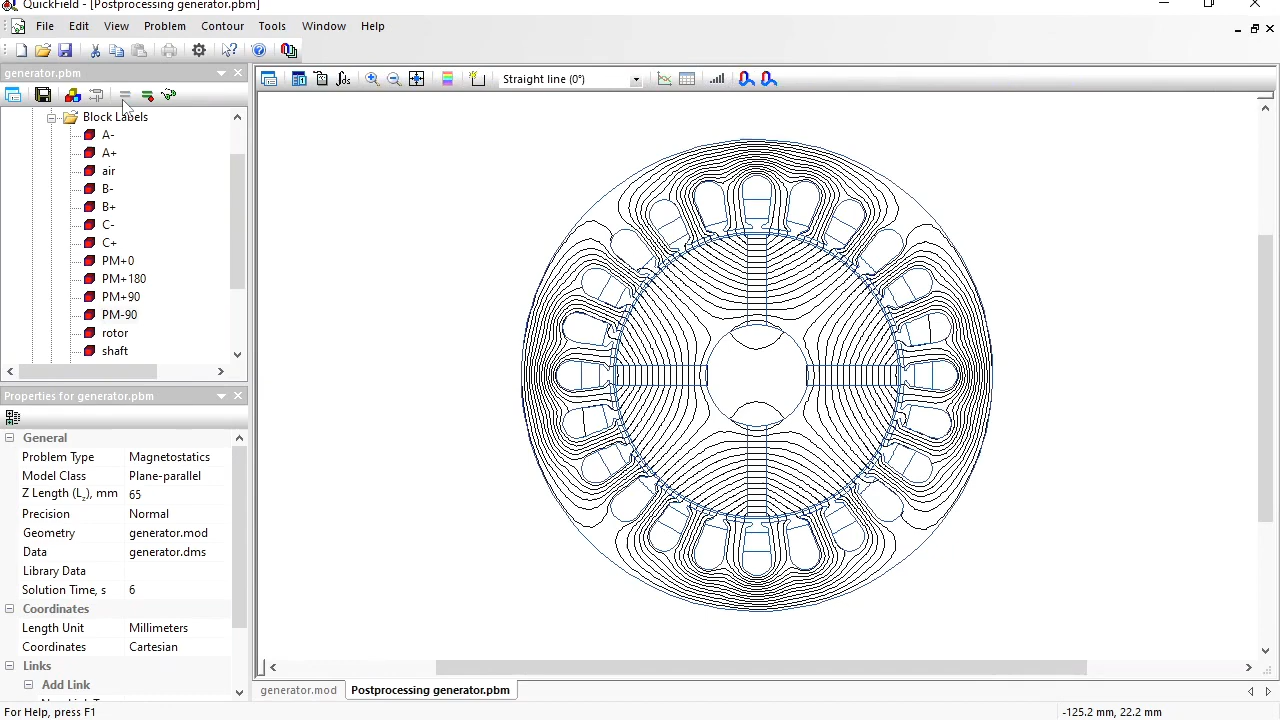 QuickField - [Postprocessing generator.pbm]
File Edit View Problem Contour Tools Window Help
generator.pbm
Straight line (0°)
Block Labels
A-
A+
air
B-
B+
C-
C+
PM+0
PM+180
PM+90
PM-90
rotor
shaft
Properties for generator.pbm
General
Problem Type Magnetostatics
Model Class Plane-parallel
Z Length (Lz), mm 65
Precision Normal
Geometry generator.mod
Data generator.dms
Library Data
Solution Time, s 6
Coordinates
Length Unit Millimeters
Coordinates Cartesian
Links
Add Link
generator.mod Postprocessing generator.pbm
For Help, press F1 -125.2 mm, 22.2 mm